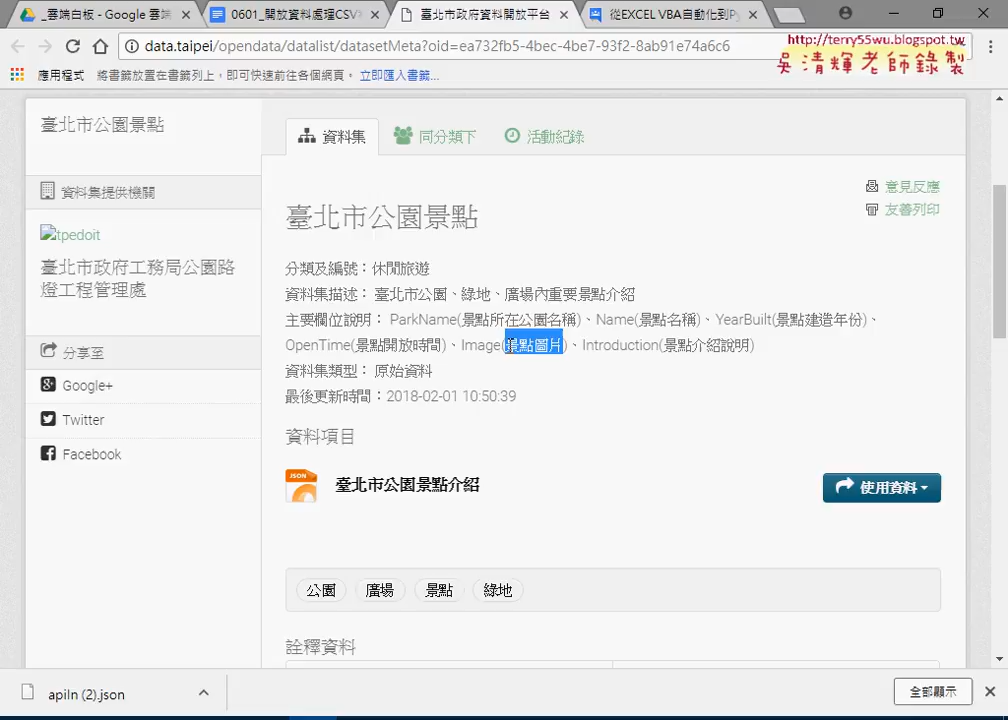 _雲端白板 - Google 雲端
0601_開放資料處理CSV
臺北市政府資料開放平台
從EXCEL VBA自動化到Py
data.taipei/opendata/datalist/datasetMeta?oid=ea732fb5-4bec-4be7-93f2-8ab91e74a6c6
http://terry55wu.blogspot.tw
吳清輝老師錄製
應用程式 將書籤放置在書籤列上，即可快速前往各個網頁。 立即匯入書籤...
臺北市公園景點
資料集提供機關
tpedoit
臺北市政府工務局公園路
燈工程管理處
分享至
Google+
Twitter
Facebook
資料集 同分類下 活動紀錄
意見反應
友善列印
臺北市公園景點
分類及編號：休閒旅遊
資料集描述： 臺北市公園、綠地、廣場內重要景點介紹
主要欄位說明： ParkName(景點所在公園名稱)、Name(景點名稱)、YearBuilt(景點建造年份)、
OpenTime(景點開放時間)、Image(景點圖片)、Introduction(景點介紹說明)
資料集類型： 原始資料
最後更新時間：2018-02-01 10:50:39
資料項目
JSON 臺北市公園景點介紹 使用資料
公園 廣場 景點 綠地
詮釋資料
apiIn (2).json 全部顯示